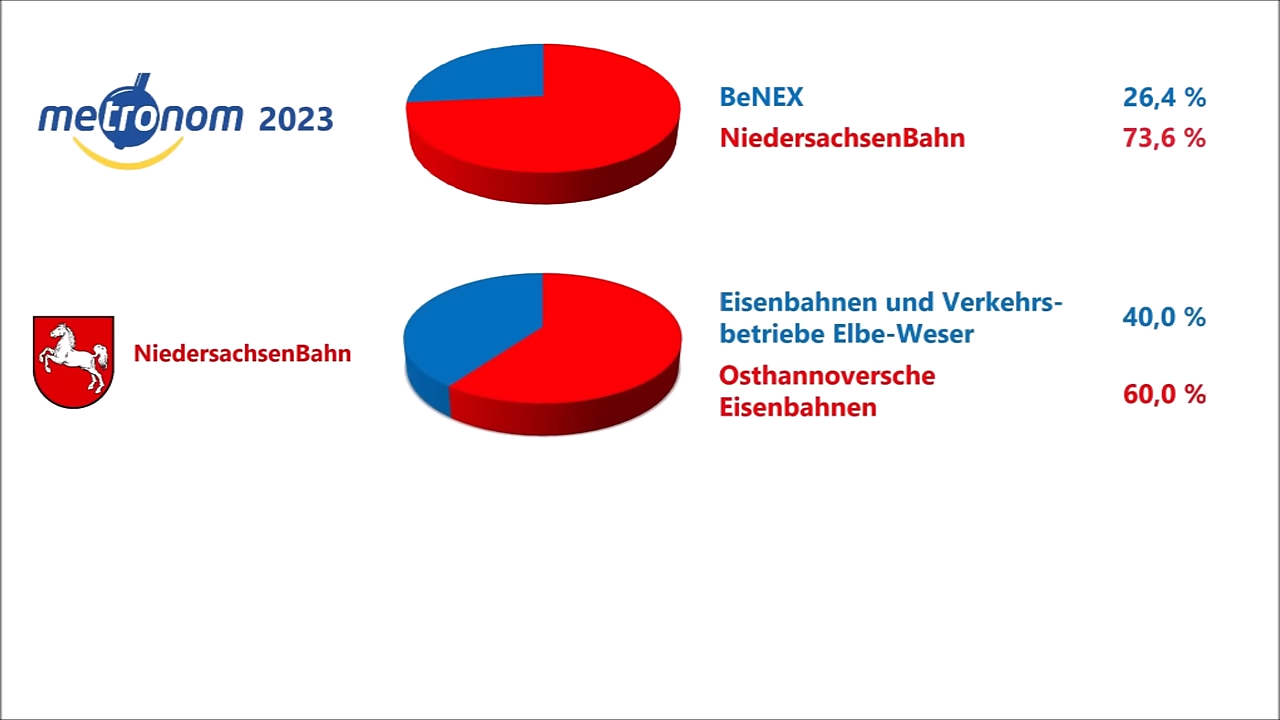 metronom 2023
BeNEX 26,4 %
NiedersachsenBahn 73,6 %
NiedersachsenBahn
Eisenbahnen und Verkehrs-
betriebe Elbe-Weser
40,0 %
Osthannoversche
Eisenbahnen
60,0 %